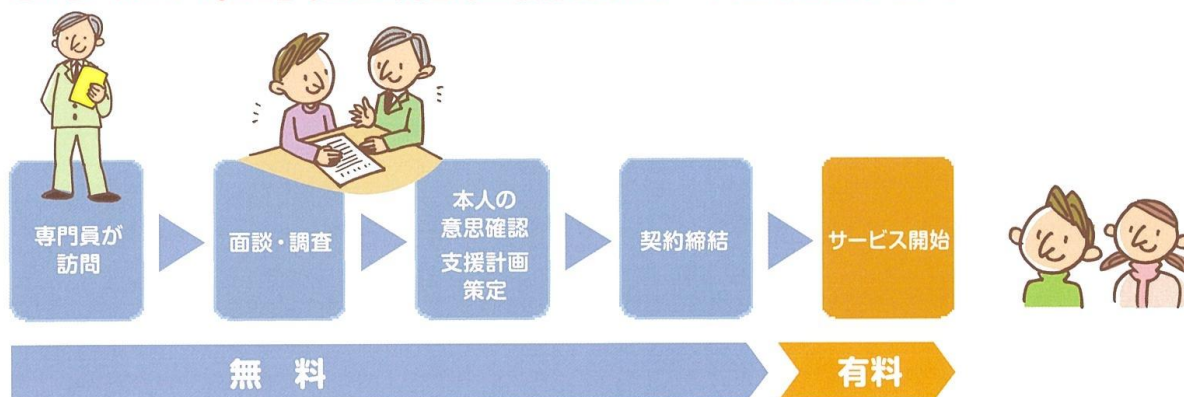 専門員が
訪問
面談・調査
本人の
意思確認
支援計画
策定
契約締結
サービス開始
無料
有料